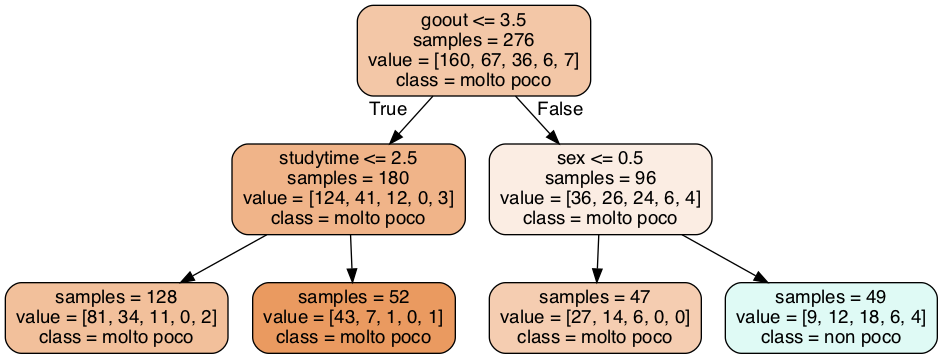 goout <= 3.5
samples = 276
value = [160, 67, 36, 6, 7]
class = molto poco
True
False
studytime <= 2.5
samples = 180
value = [124, 41, 12, 0, 3]
class = molto poco
sex <= 0.5
samples = 96
value = [36, 26, 24, 6, 4]
class = molto poco
samples = 128
value = [81, 34, 11, 0, 2]
class = molto poco
samples = 52
value = [43, 7, 1, 0, 1]
class = molto poco
samples = 47
value = [27, 14, 6, 0, 0]
class = molto poco
samples = 49
value = [9, 12, 18, 6, 4]
class = non poco